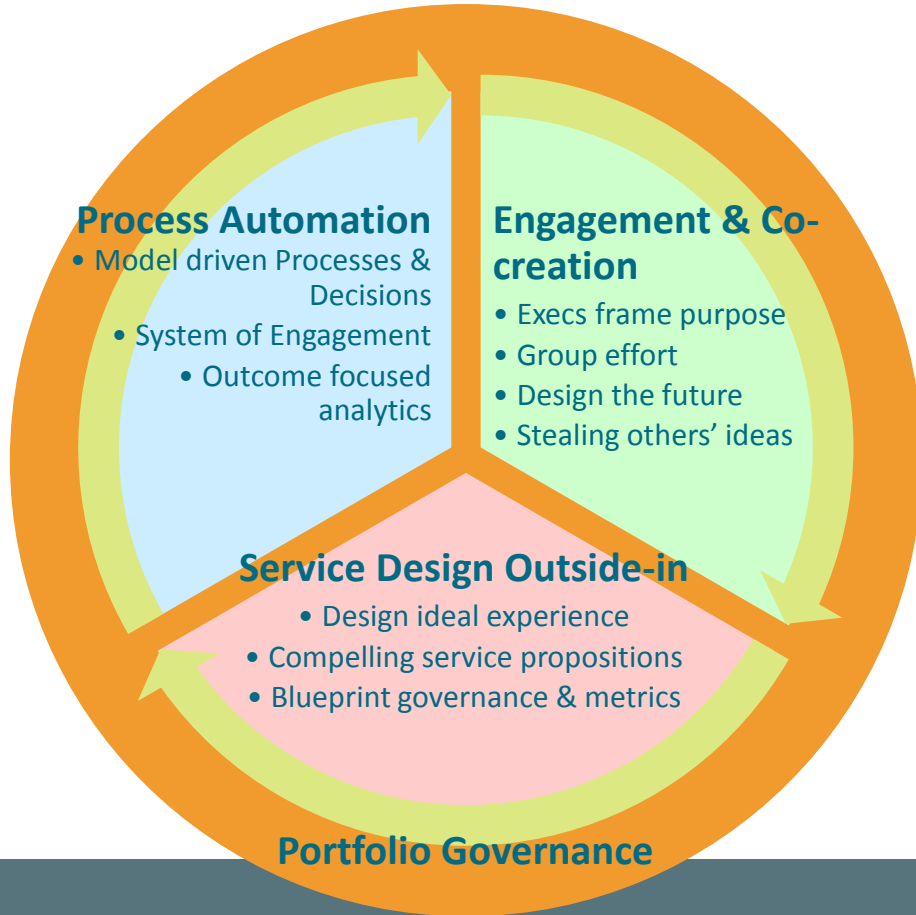 Process Automation
• Model driven Processes &
Decisions
• System of Engagement
• Outcome focused
analytics
Engagement & Co-
creation
• Execs frame purpose
• Group effort
• Design the future
• Stealing others’ ideas
Service Design Outside-in
• Design ideal experience
• Compelling service propositions
• Blueprint governance & metrics
Portfolio Governance